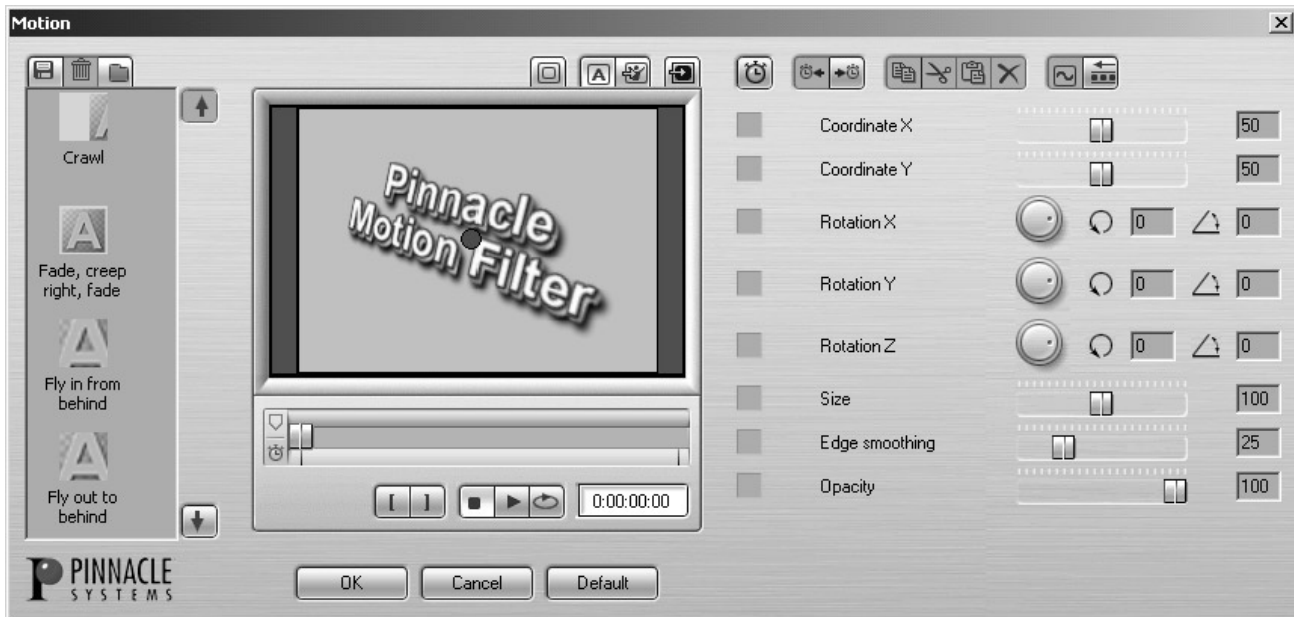 Motion
Crawl
Fade, creep
right, fade
Fly in from
behind
Fly out to
behind
A
Pinnacle
Motion Filter
[ ]
0:00:00:00
Coordinate X 50
Coordinate Y 50
Rotation X 0 0
Rotation Y 0 0
Rotation Z 0 0
Size 100
Edge smoothing 25
Opacity 100
PINNACLE
SYSTEMS
OK Cancel Default